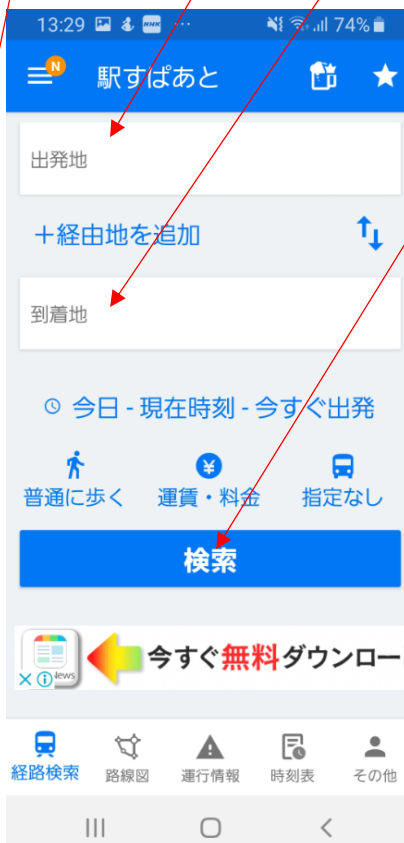 13:29 NHK ... 74%
N 駅すぱあと
出発地
+経由地を追加
到着地
今日 - 現在時刻 - 今すぐ出発
普通に歩く 運賃・料金 指定なし
検索
News 今すぐ無料ダウンロー
経路検索 路線図 運行情報 時刻表 その他